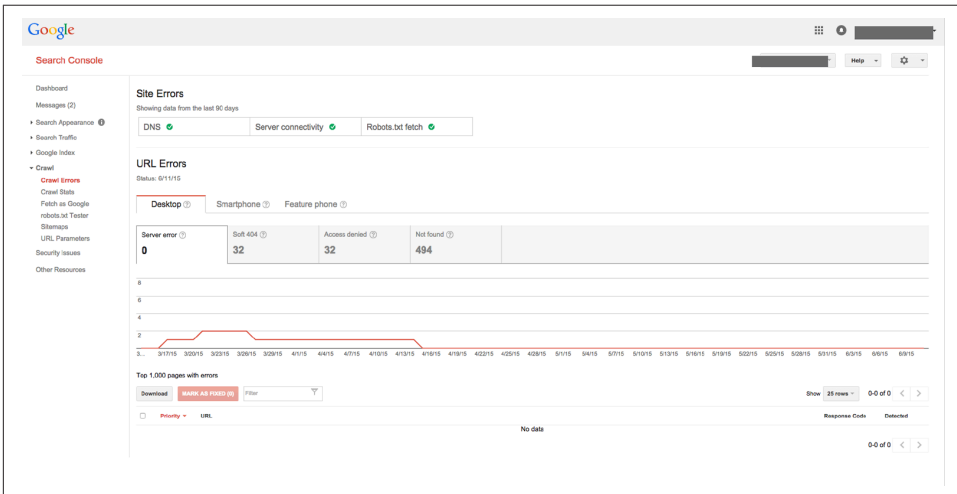 Google
Search Console
Help
Dashboard
Messages (2)
Search Appearance
Search Traffic
Google Index
Crawl
Crawl Errors
Crawl Stats
Fetch as Google
robots.txt Tester
Sitemaps
URL Parameters
Security Issues
Other Resources
Site Errors
Showing data from the last 90 days
DNS Server connectivity Robots.txt fetch
URL Errors
Status: 6/11/15
Desktop Smartphone Feature phone
Server error Soft 404 Access denied Not found
0 32 32 494
8
6
4
2
3... 3/17/15 3/20/15 3/23/15 3/26/15 3/29/15 4/1/15 4/4/15 4/7/15 4/10/15 4/13/15 4/16/15 4/19/15 4/22/15 4/25/15 4/28/15 5/1/15 5/4/15 5/7/15 5/10/15 5/13/15 5/16/15 5/19/15 5/22/15 5/25/15 5/28/15 5/31/15 6/3/15 6/6/15 6/9/15
Top 1,000 pages with errors
Download MARK AS FIXED (0) Filter Show 25 rows 0-0 of 0
Priority URL Response Code Detected
No data
0-0 of 0